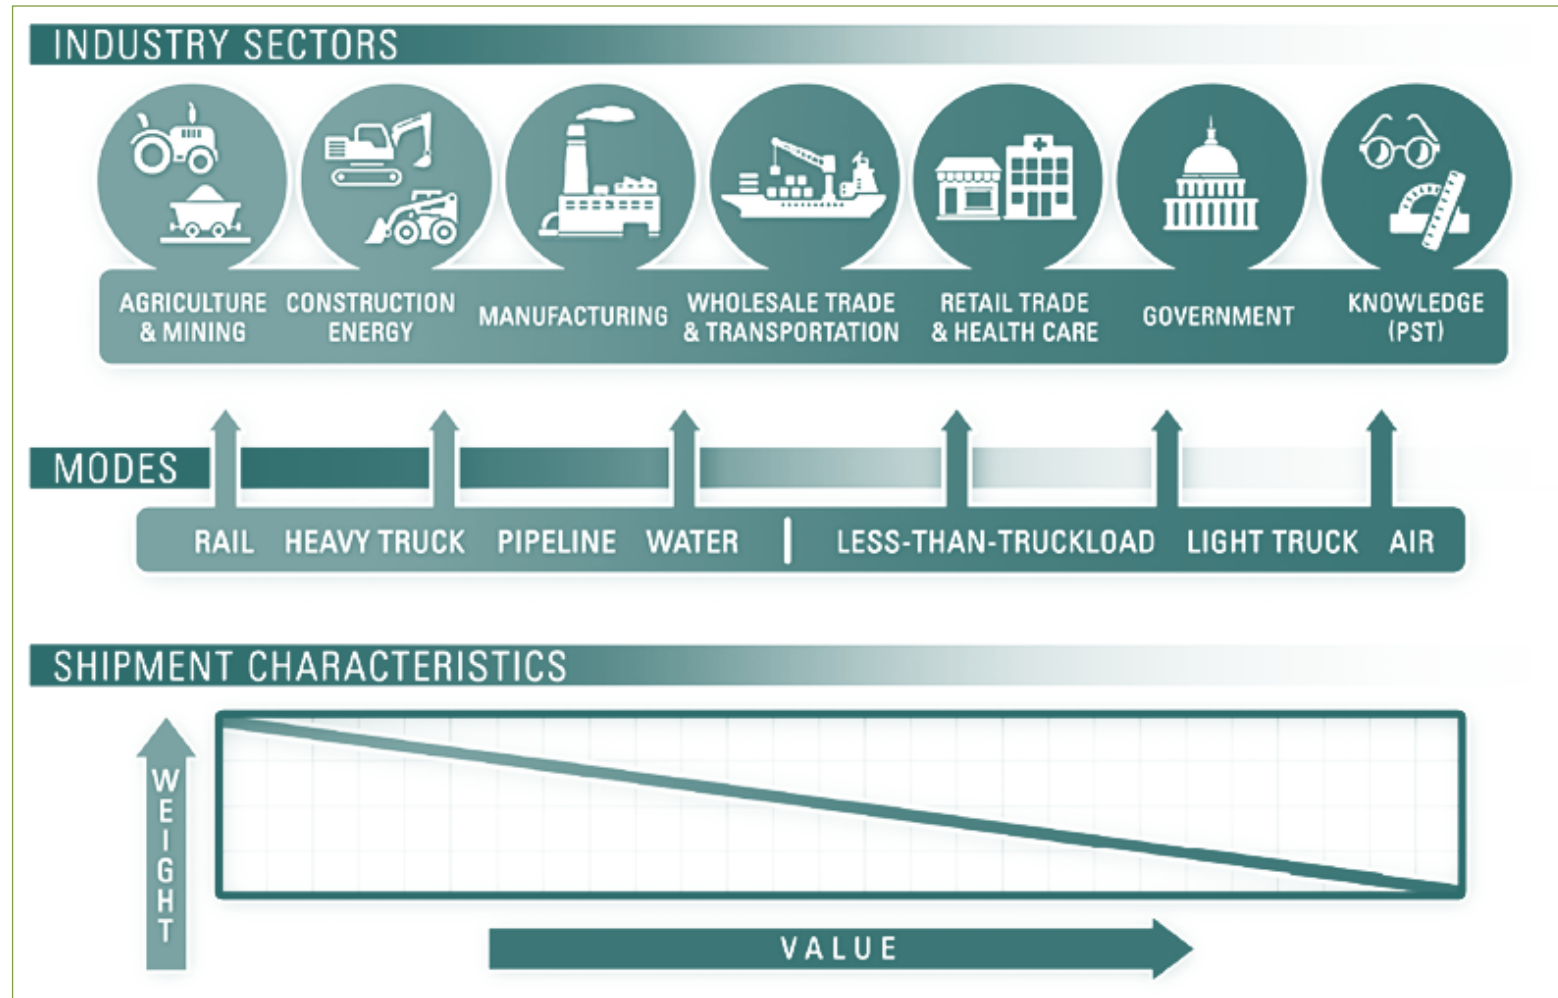 INDUSTRY SECTORS
AGRICULTURE
& MINING
CONSTRUCTION
ENERGY
MANUFACTURING
WHOLESALE TRADE
& TRANSPORTATION
RETAIL TRADE
& HEALTH CARE
GOVERNMENT
KNOWLEDGE
(PST)
MODES
RAIL HEAVY TRUCK PIPELINE WATER | LESS-THAN-TRUCKLOAD LIGHT TRUCK AIR
SHIPMENT CHARACTERISTICS
WEIGHT
VALUE